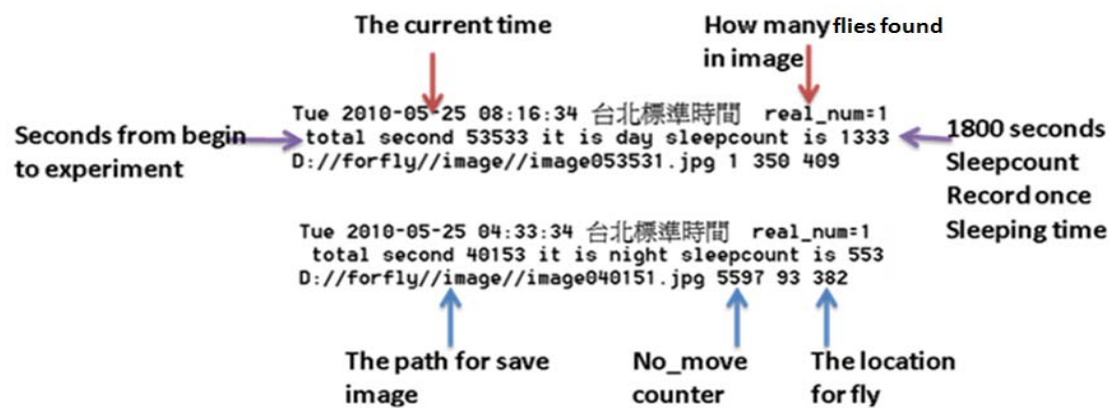 The current time
How many flies found
in image
Tue 2010-05-25 08:16:34 台北標準時間 real_num=1
Seconds from begin
to experiment
total second 53533 it is day sleepcount is 1333
D://forfly//image//image053531.jpg 1 350 409
1800 seconds
Sleepcount
Record once
Sleeping time
Tue 2010-05-25 04:33:34 台北標準時間 real_num=1
total second 40153 it is night sleepcount is 553
D://forfly//image//image040151.jpg 5597 93 382
The path for save
image
No_move
counter
The location
for fly